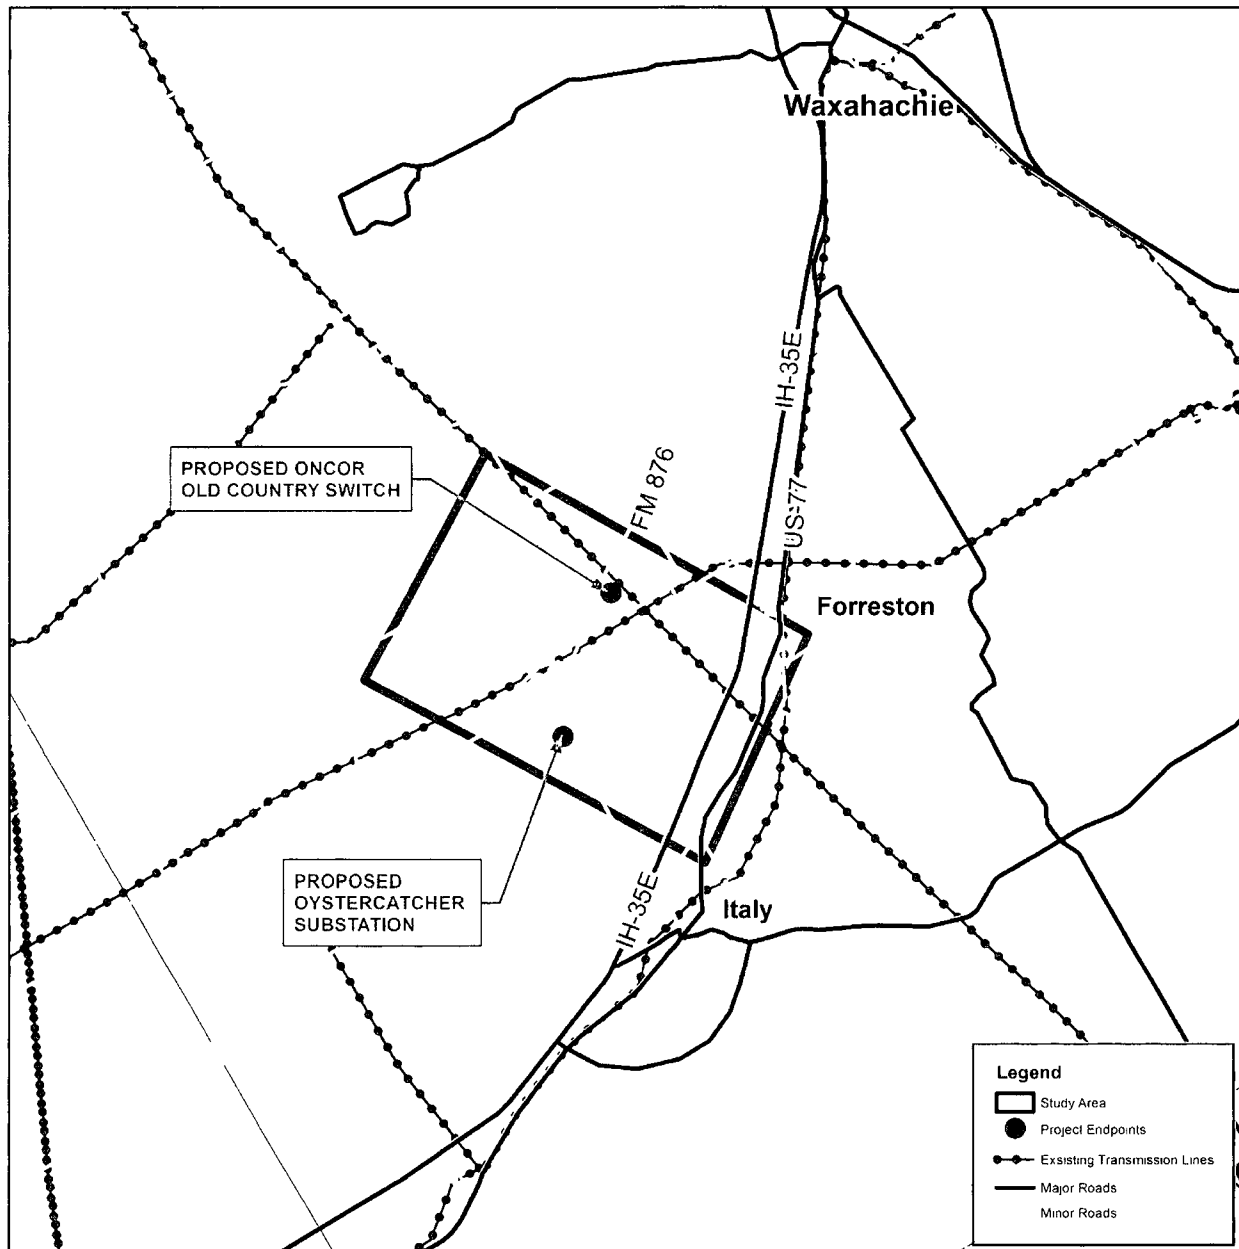 Waxahachie
IH-35E
PROPOSED ONCOR
OLD COUNTRY SWITCH
FM 876
US-77
Forreston
PROPOSED
OYSTERCATCHER
SUBSTATION
IH-35E
Italy
Legend
Study Area
Project Endpoints
Exsisting Transmission Lines
Major Roads
Minor Roads